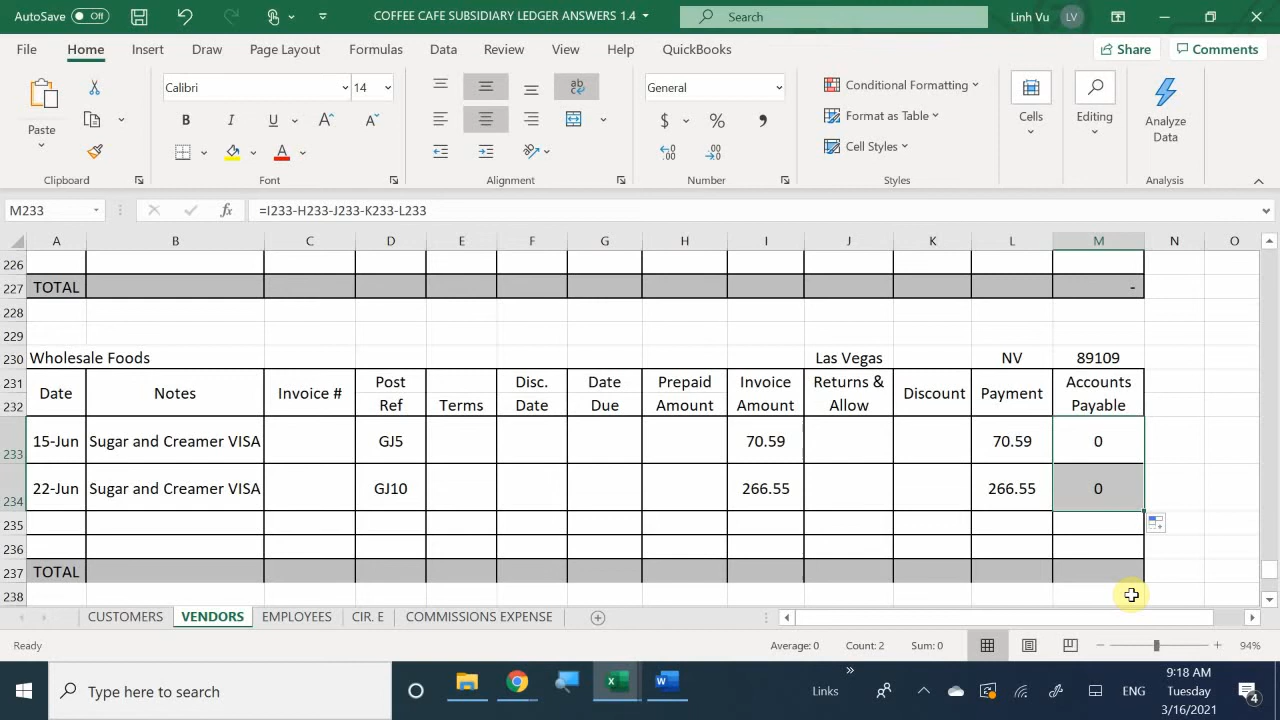 AutoSave Off COFFEE CAFE SUBSIDIARY LEDGER ANSWERS 1.4 Search Linh Vu LV
File Home Insert Draw Page Layout Formulas Data Review View Help QuickBooks Share Comments
Calibri 14 General Conditional Formatting
Paste B I U A A $ % Format as Table Cells Editing Analyze Data
Cell Styles
Clipboard Font Alignment Number Styles Analysis
M233 fx =I233-H233-J233-K233-L233
A B C D E F G H I J K L M N O
226
227 TOTAL -
228
229
230 Wholesale Foods Las Vegas NV 89109
231 Date Notes Invoice # Post Disc. Date Prepaid Invoice Returns & Discount Payment Accounts
232 Ref Terms Date Due Amount Amount Allow Payable
233 15-Jun Sugar and Creamer VISA GJ5 70.59 70.59 0
234 22-Jun Sugar and Creamer VISA GJ10 266.55 266.55 0
235
236
237 TOTAL
238
CUSTOMERS VENDORS EMPLOYEES CIR. E COMMISSIONS EXPENSE
Ready Average: 0 Count: 2 Sum: 0 94%
Type here to search Links ENG 9:18 AM
Tuesday
3/16/2021 4